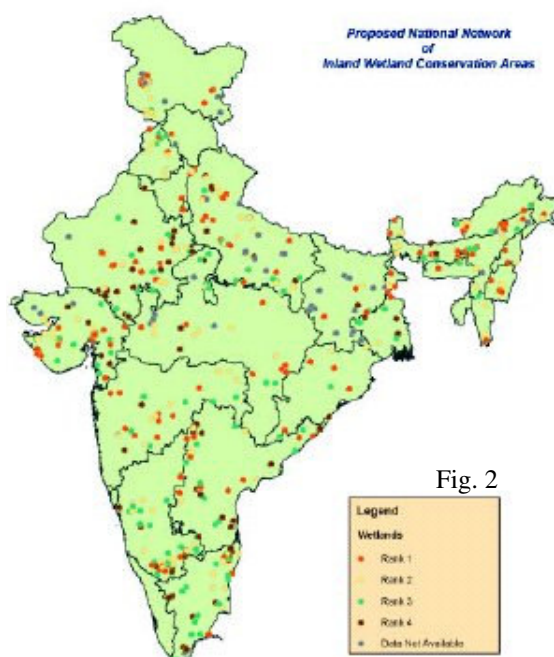 Proposed National Network
of
Inland Wetland Conservation Areas
Fig. 2
Legend
Wetlands
Rank 1
Rank 2
Rank 3
Rank 4
Data Not Available